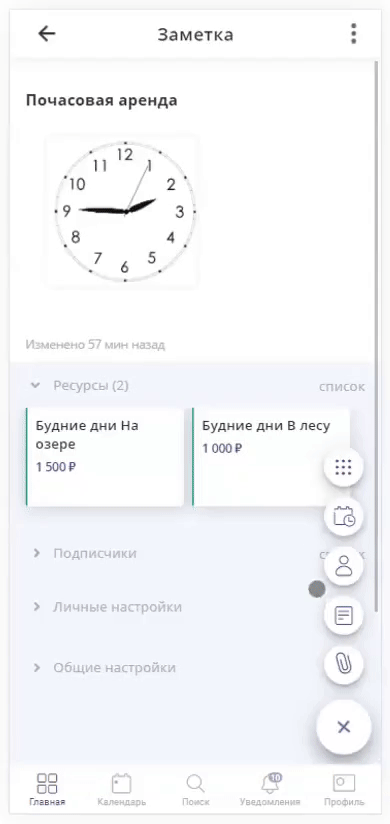 Заметка
Почасовая аренда
12
11
1
10
2
9
3
8
4
7
5
6
Изменено 57 мин назад
Ресурсы (2)
список
Будние дни На
озере
1 500 ₽
Будние дни В лесу
1 000 ₽
Подписчики
Личные настройки
Общие настройки
10
Главная
Календарь
Поиск
Уведомления
Профиль